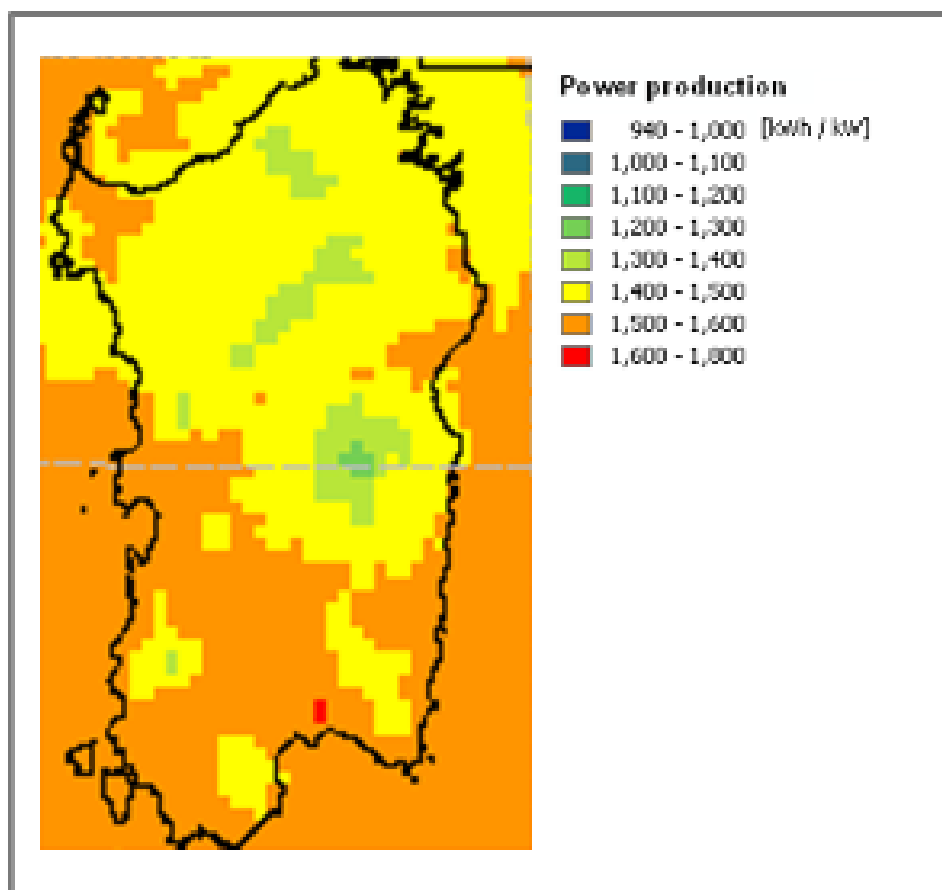 Power production
940 - 1,000 [kWh / kW]
1,000 - 1,100
1,100 - 1,200
1,200 - 1,300
1,300 - 1,400
1,400 - 1,500
1,500 - 1,600
1,600 - 1,800